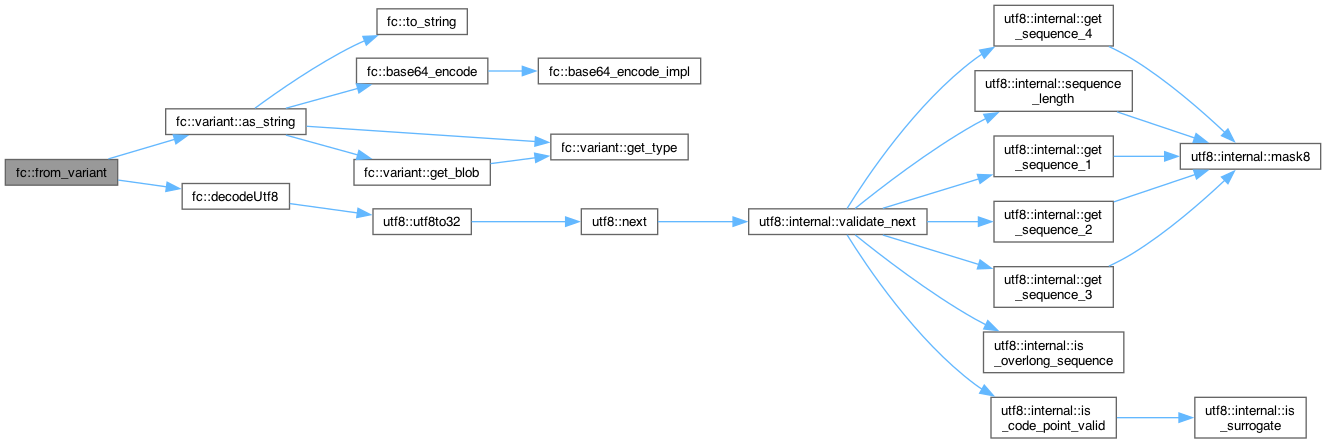 fc::from_variant
fc::variant::as_string
fc::decodeUtf8
fc::to_string
fc::base64_encode
fc::base64_encode_impl
fc::variant::get_type
fc::variant::get_blob
utf8::utf8to32
utf8::next
utf8::internal::validate_next
utf8::internal::get
_sequence_4
utf8::internal::sequence
_length
utf8::internal::get
_sequence_1
utf8::internal::get
_sequence_2
utf8::internal::get
_sequence_3
utf8::internal::is
_overlong_sequence
utf8::internal::is
_code_point_valid
utf8::internal::mask8
utf8::internal::is
_surrogate